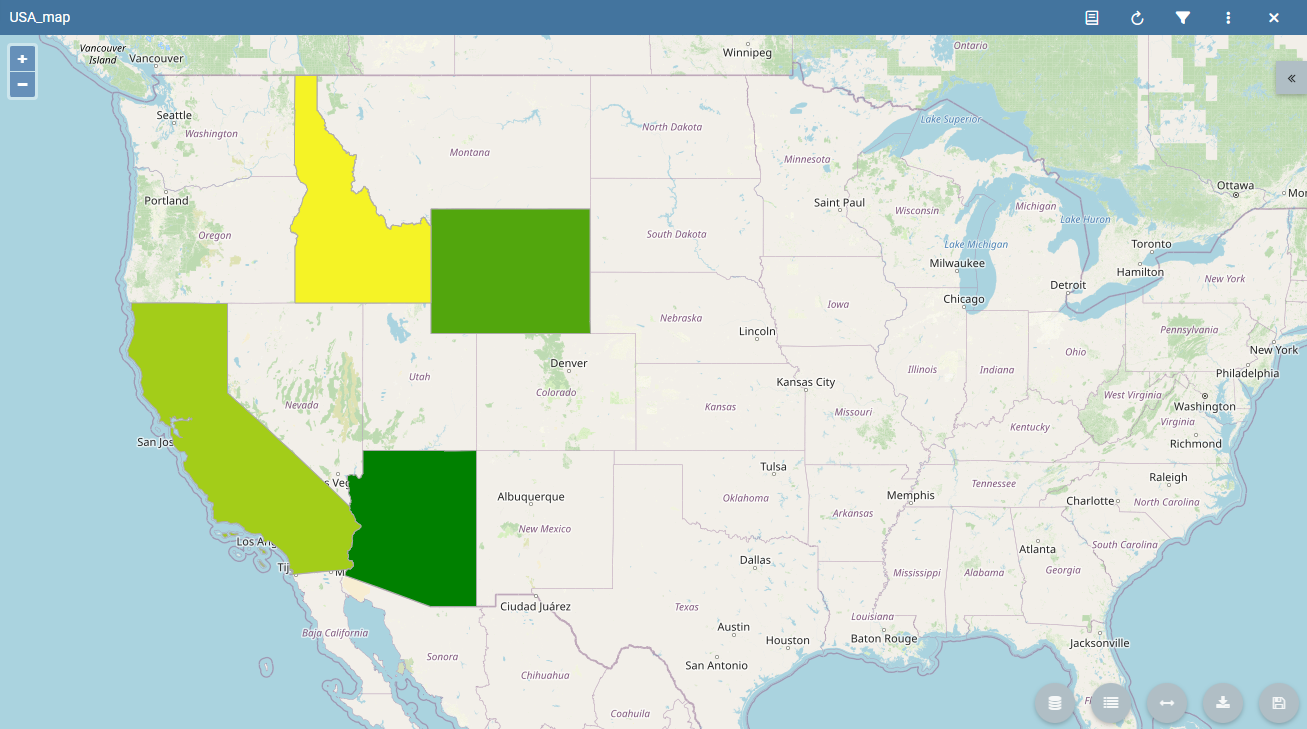 USA_map
+
−
«
Vancouver
Island
Vancouver
Winnipeg
Ontario
Seattle
Washington
North Dakota
Lake Superior
Montana
Minnesota
Ottawa
Portland
Saint Paul
Wisconsin
Michigan
Lake Huron
Oregon
South Dakota
Lake Michigan
Toronto
Milwaukee
Hamilton
New York
Detroit
Chicago
Iowa
Nebraska
Lincoln
Pennsylvania
New York
Ohio
Denver
Utah
Illinois
Indiana
Philadelphia
Kansas City
Colorado
West Virginia
Nevada
Kansas
Missouri
Washington
Virginia
Kentucky
San Jos
Richmond
Tulsa
s Veg
Raleigh
Tennessee
Albuquerque
Oklahoma
Memphis
Charlotte
North Carolina
Arkansas
New Mexico
Los Ang
Atlanta
South Carolina
Dallas
Tij
M
Mississippi
Alabama
Georgia
Ciudad Juárez
Texas
Louisiana
Austin
Baja California
Houston
Baton Rouge
Jacksonville
Sonora
San Antonio
Chihuahua
Coahuila